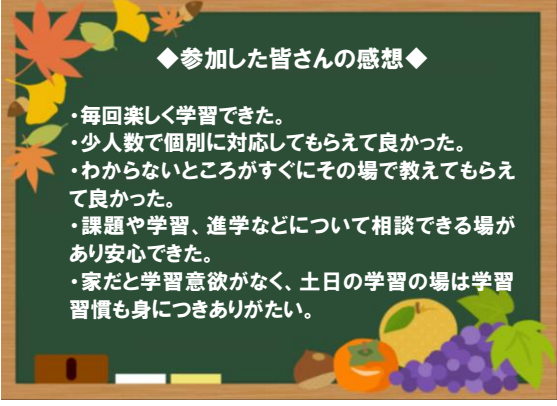 ◆参加した皆さんの感想◆
・毎回楽しく学習できた。
・少人数で個別に対応してもらえて良かった。
・わからないところがすぐにその場で教えてもらえ
て良かった。
・課題や学習、進学などについて相談できる場が
あり安心できた。
・家だと学習意欲がなく、土日の学習の場は学習
習慣も身につきありがたい。